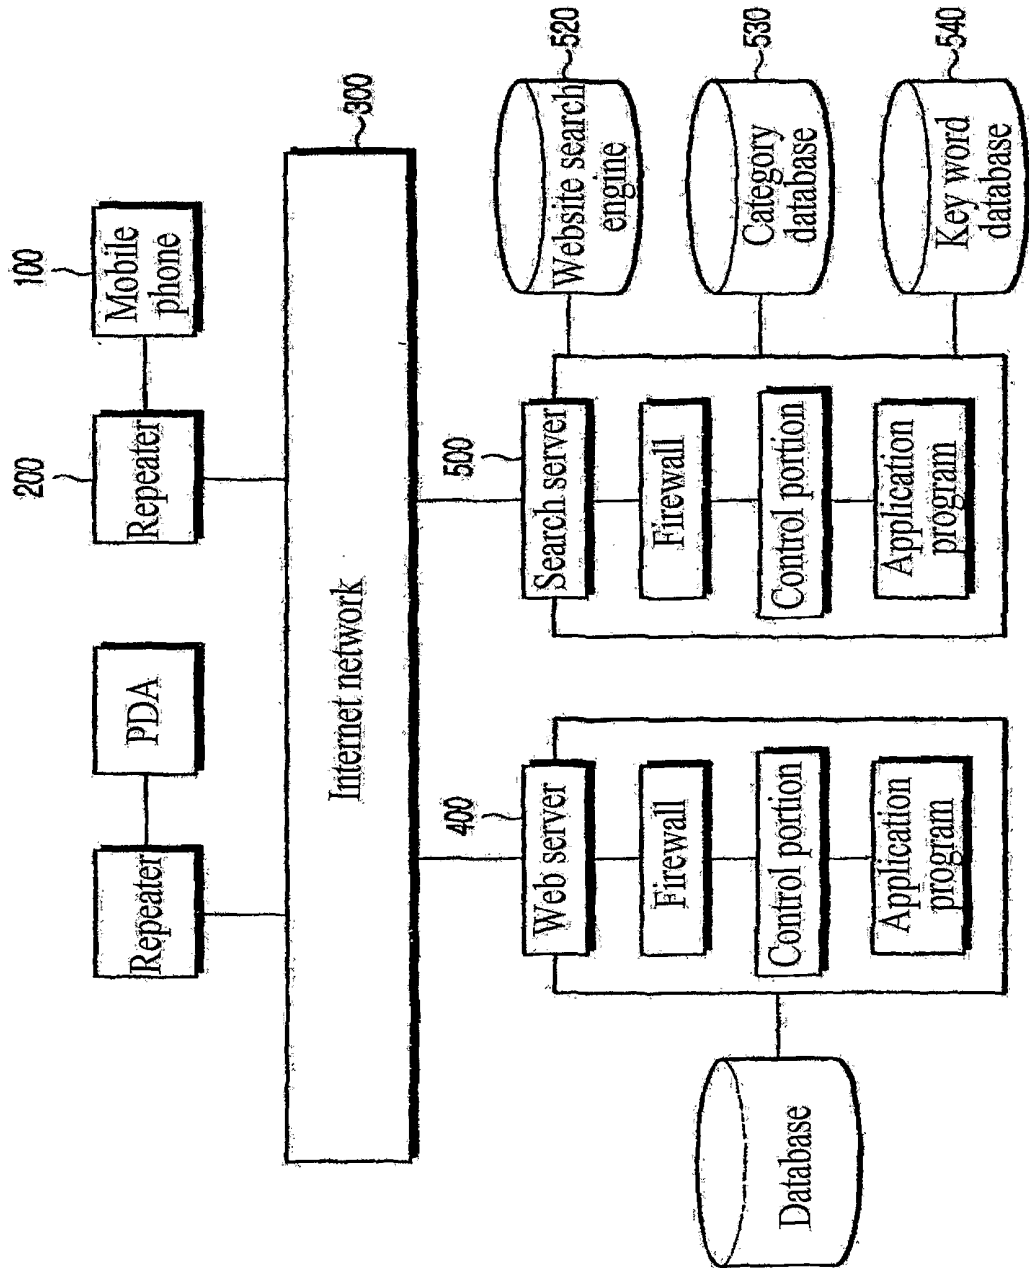 100
Mobile
phone
200
Repeater
PDA
Repeater
300
Internet network
400
Web server
Firewall
Control portion
Application
program
Database
500
Search server
Firewall
Control portion
Application
program
520
Website search
engine
530
Category
database
540
Key word
database